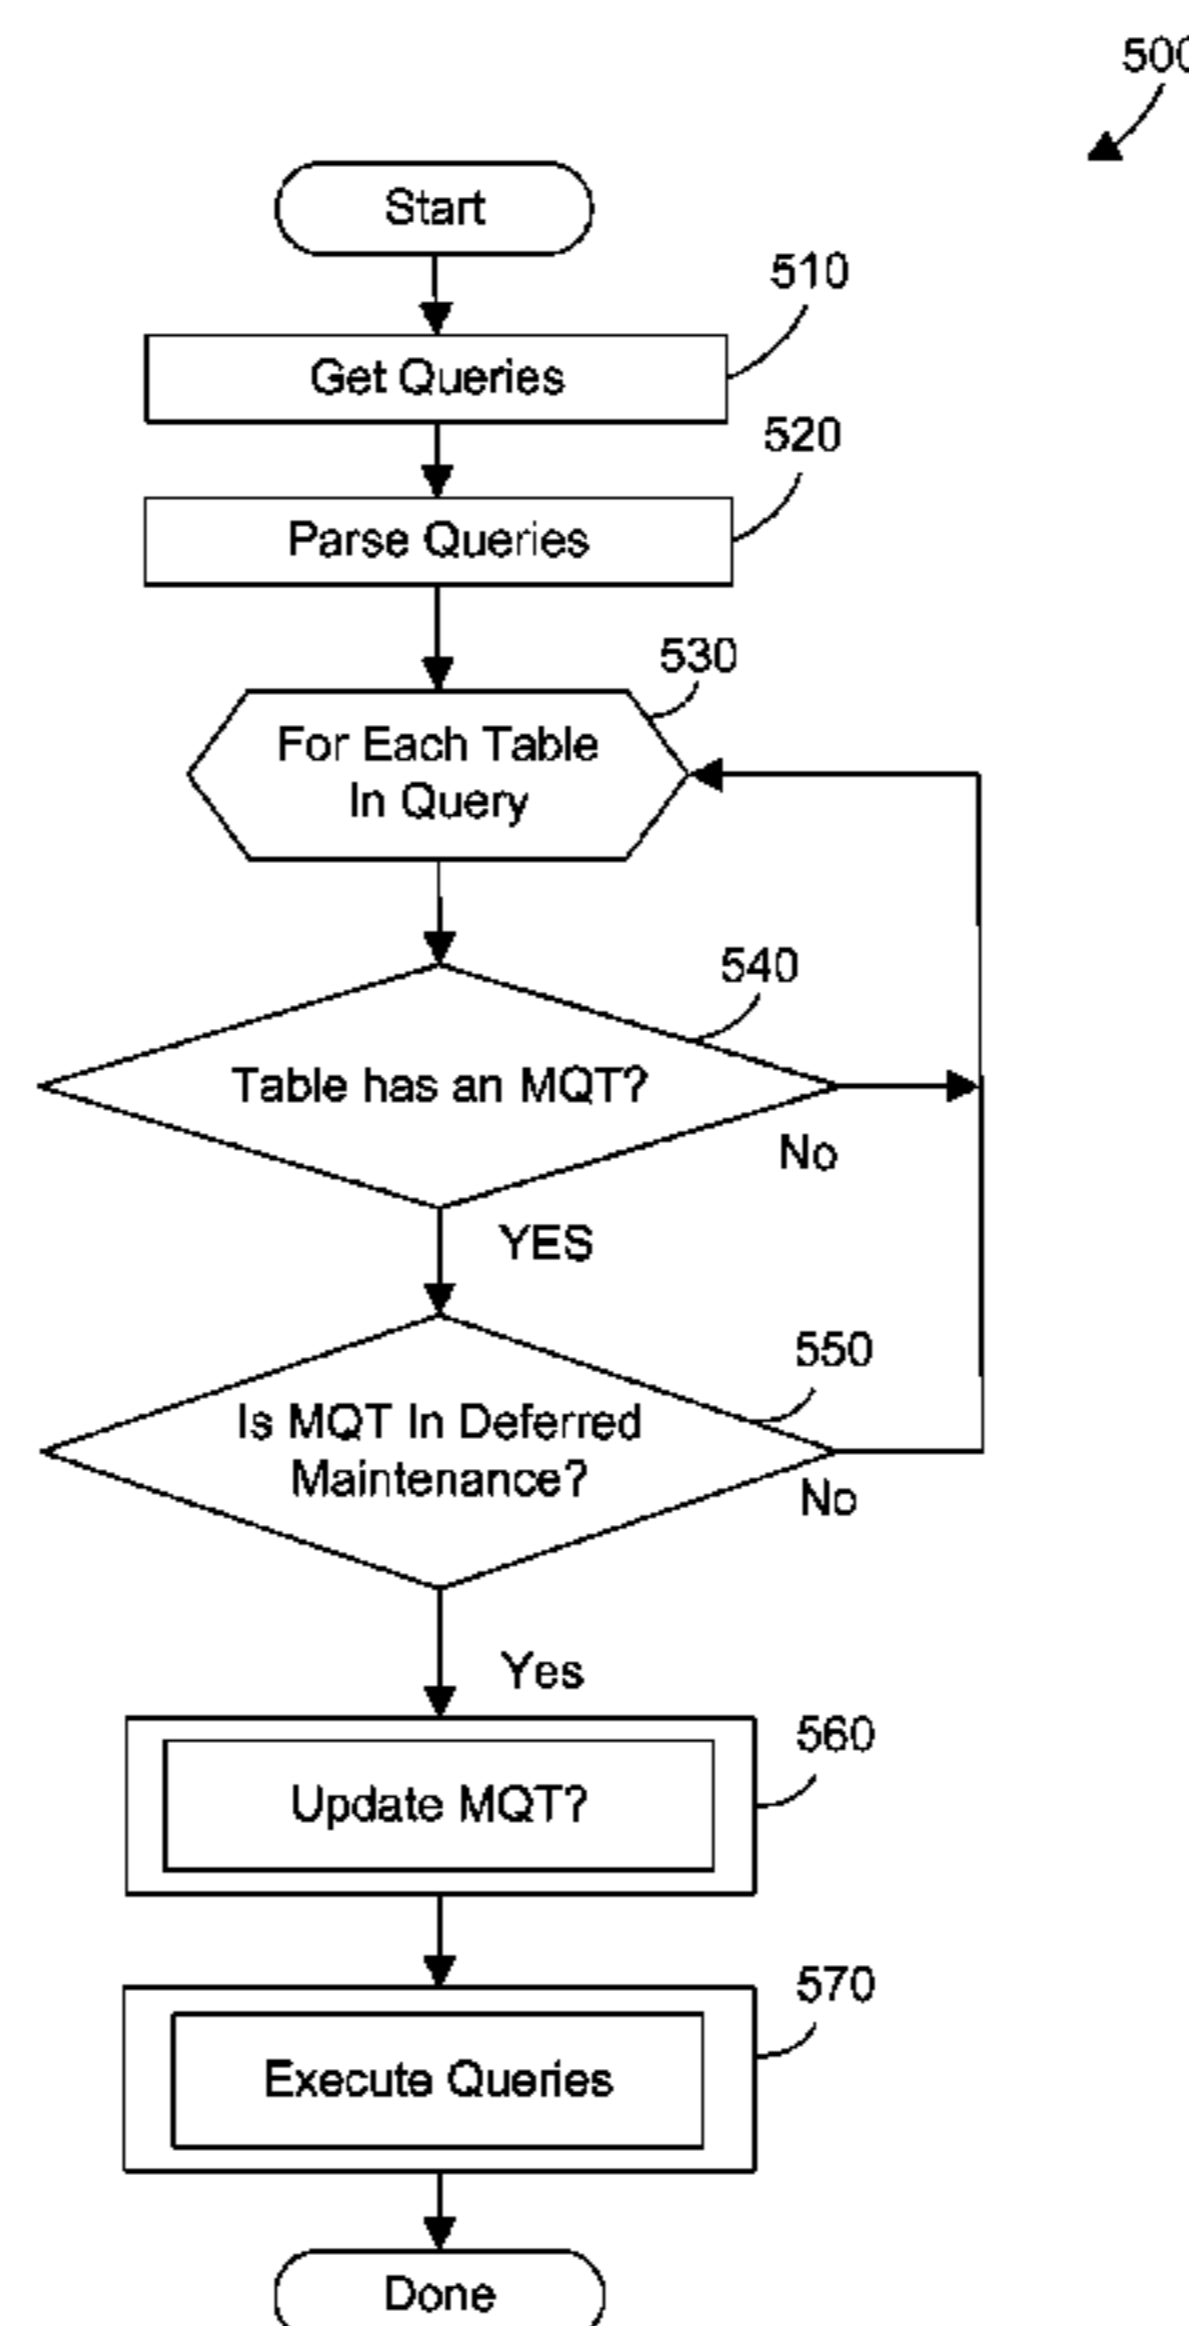 500
Start
510
Get Queries
520
Parse Queries
530
For Each Table
In Query
540
Table has an MQT?
No
YES
550
Is MQT In Deferred
Maintenance?
No
Yes
560
Update MQT?
570
Execute Queries
Done